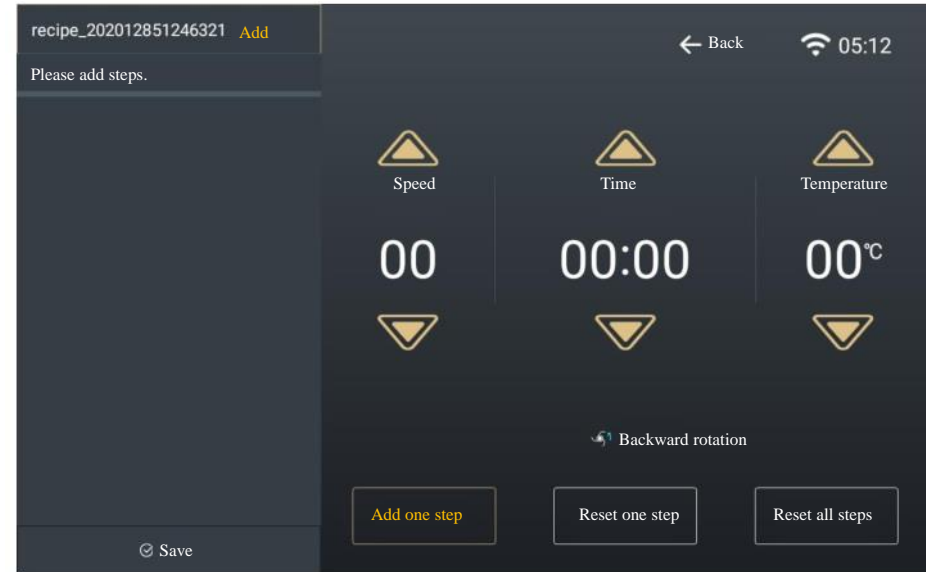 recipe_202012851246321 Add
Please add steps.
Save
Back
05:12
Speed
Time
Temperature
00
00:00
00℃
Backward rotation
Add one step
Reset one step
Reset all steps